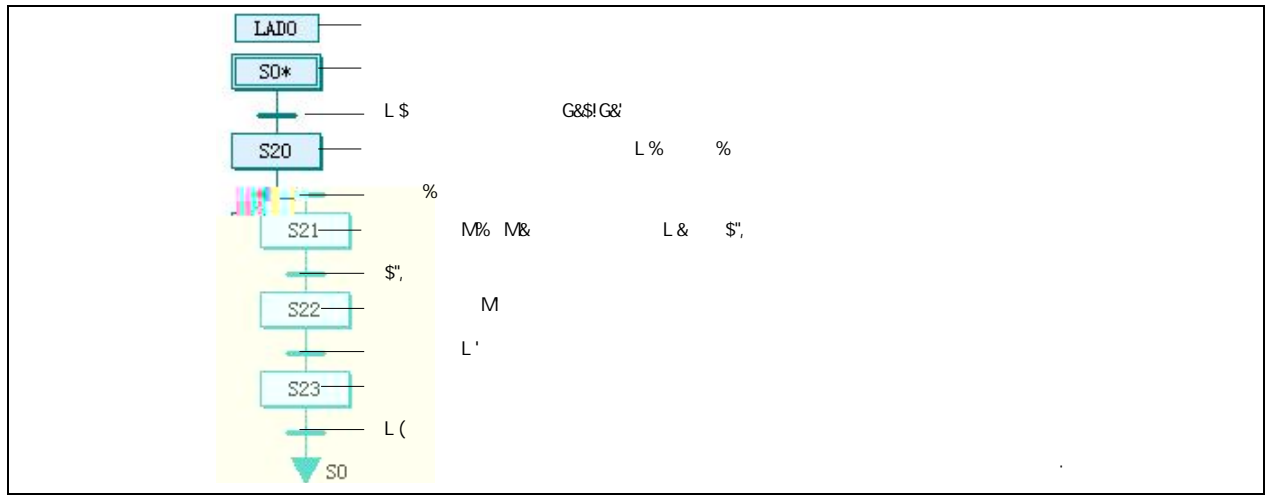 LAD0
S0*
L $ G&$! G&'
S20 L % %
%
S21 M% M& L & $",
$",
S22 M
L '
S23
L (
S0
.